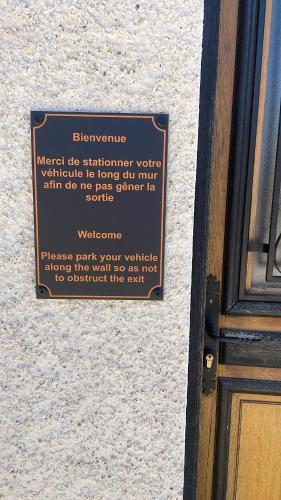 Bienvenue
Merci de stationner votre
véhicule le long du mur
afin de ne pas gêner la
sortie
Welcome
Please park your vehicle
along the wall so as not
to obstruct the exit